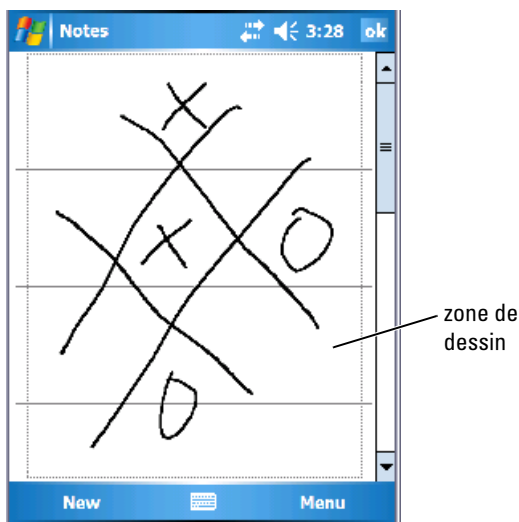 Notes 3:28 ok
X
X O
zone de
dessin
O
New Menu